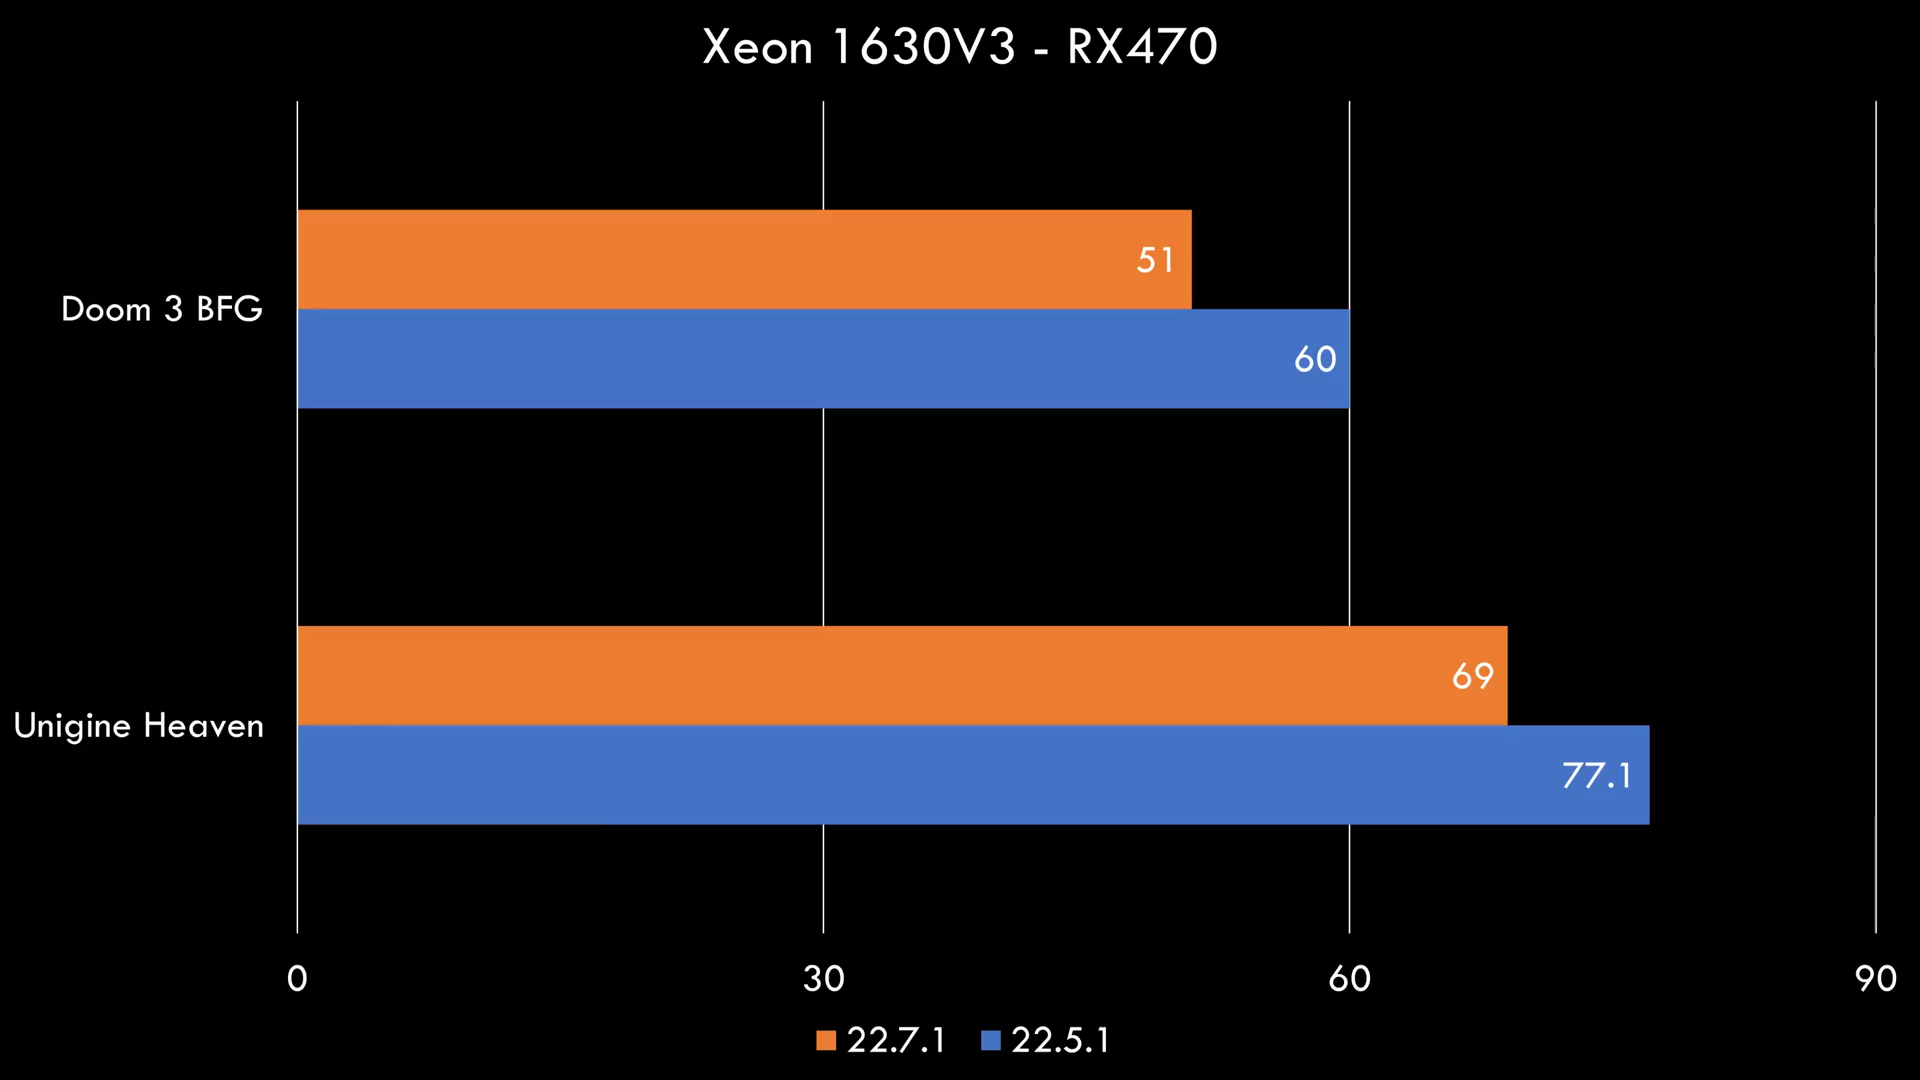 Xeon 1630V3 - RX470
Doom 3 BFG
51
60
Unigine Heaven
69
77.1
0 30 60 90
22.7.1 22.5.1